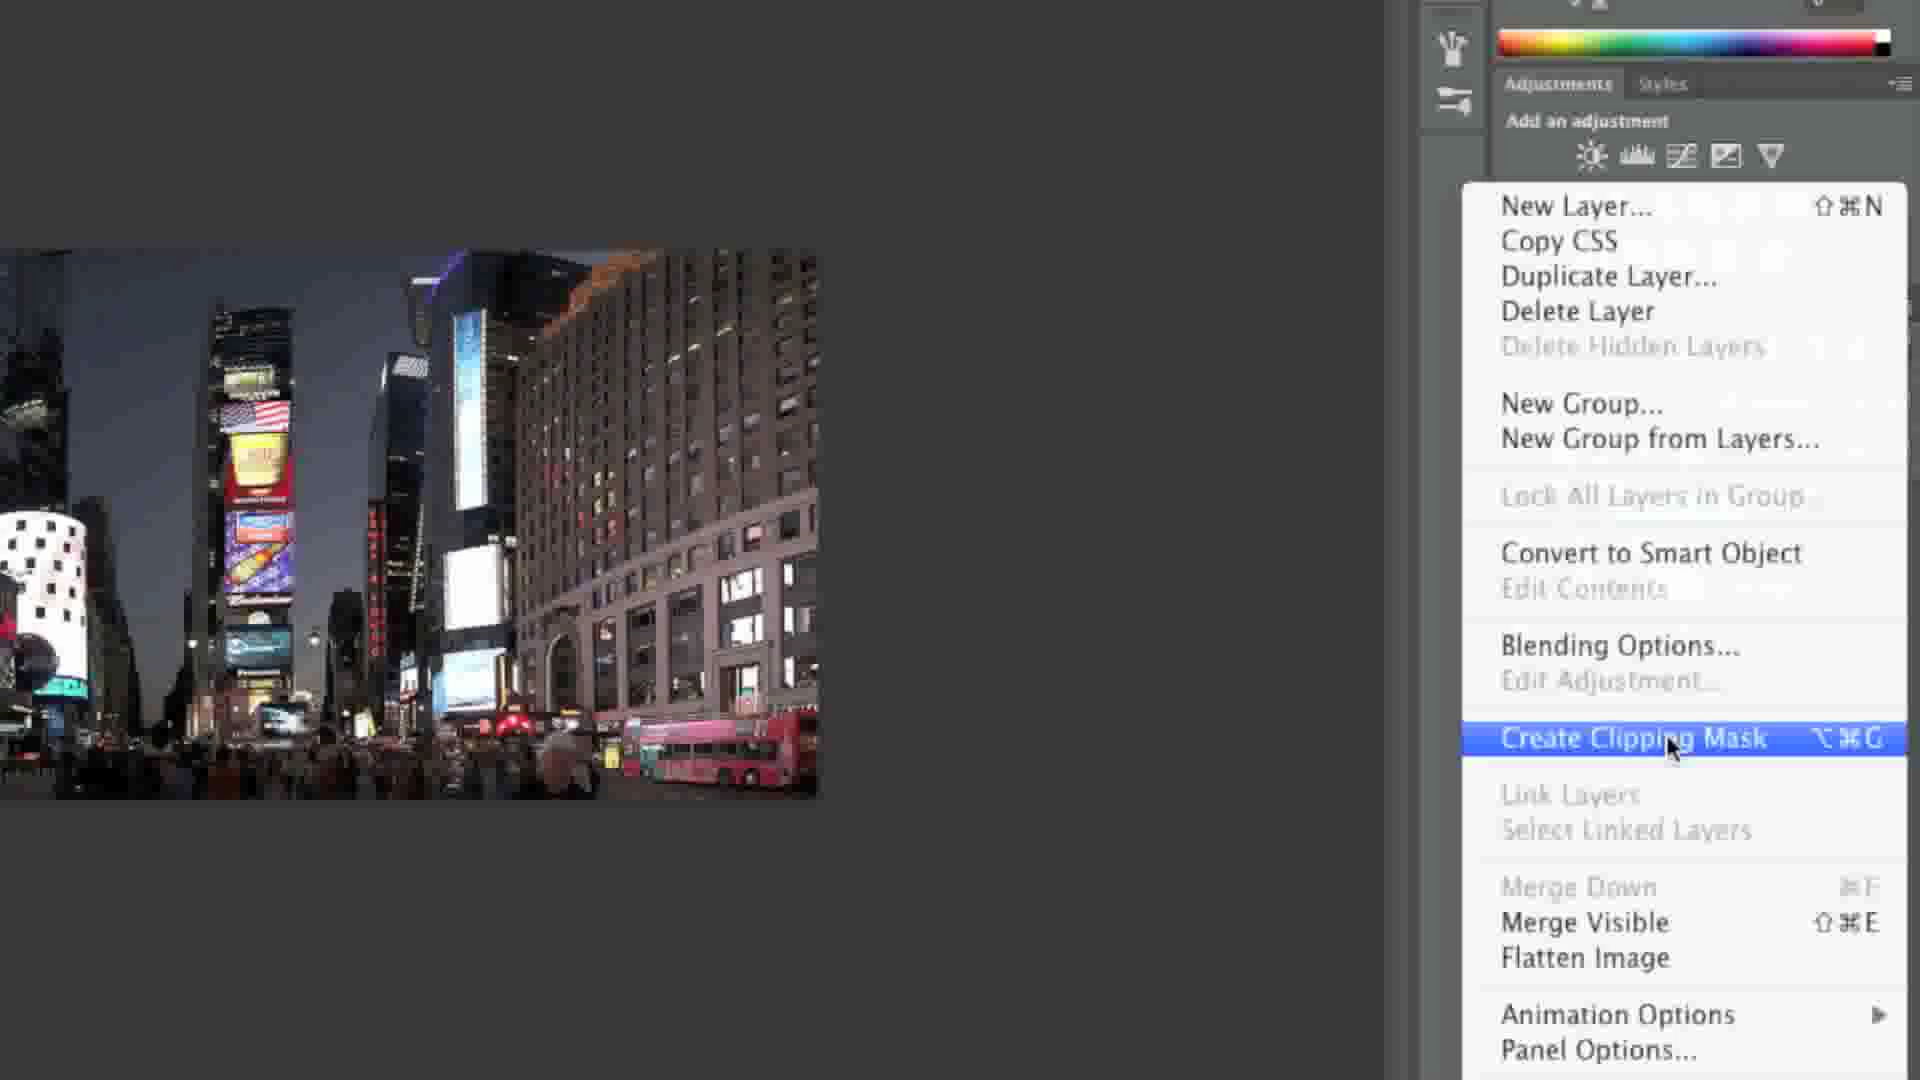 Adjustments Styles
Add an adjustment
New Layer... ⇧⌘N
Copy CSS
Duplicate Layer...
Delete Layer
Delete Hidden Layers
New Group...
New Group from Layers...
Lock All Layers in Group...
Convert to Smart Object
Edit Contents
Blending Options...
Edit Adjustment...
Create Clipping Mask ⌥⌘G
Link Layers
Select Linked Layers
Merge Down ⌘E
Merge Visible ⇧⌘E
Flatten Image
Animation Options
Panel Options...